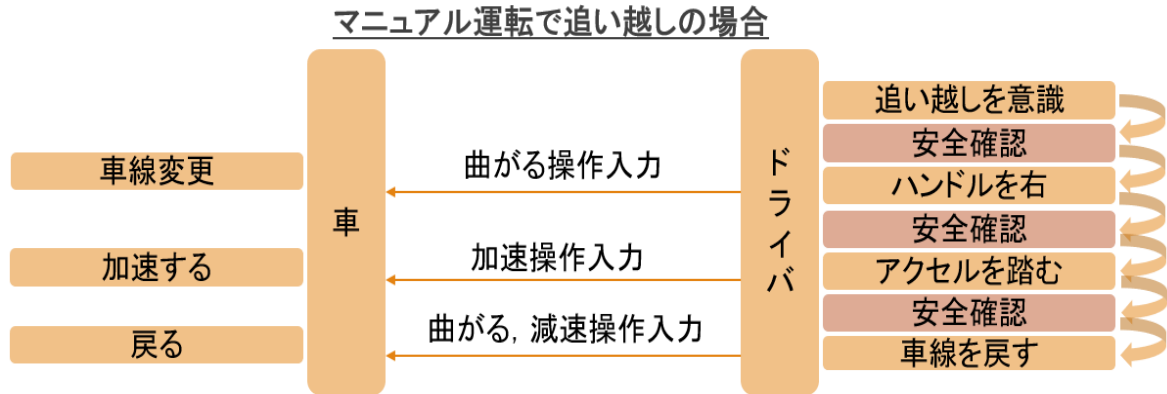 マニュアル運転で追い越しの場合
車線変更
加速する
戻る
車
曲がる操作入力
加速操作入力
曲がる，減速操作入力
ドライバ
追い越しを意識
安全確認
ハンドルを右
安全確認
アクセルを踏む
安全確認
車線を戻す